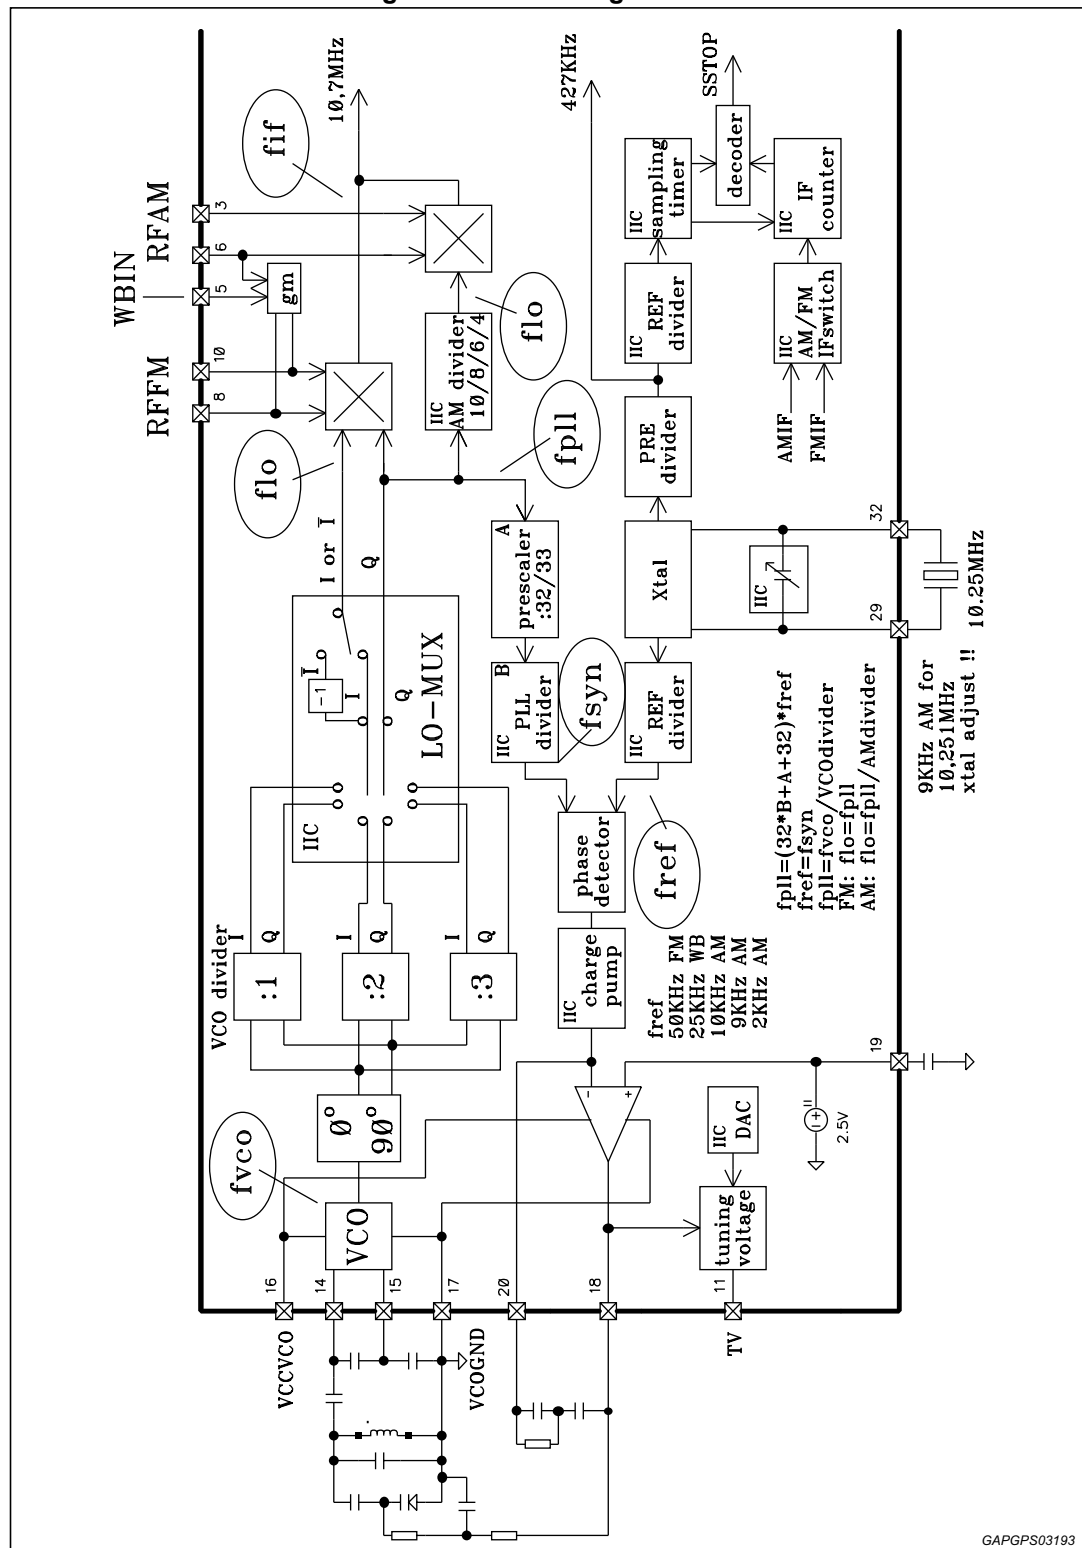 WBIN
RFFM
RFAM
8
10
5
6
3
gm
fif
10,7MHz
flo
flo
IIC
AM divider
10/8/6/4
fpll
I or I̅
Q
427KHz
SSTOP
IIC
sampling
timer
decoder
IIC
IF
counter
IIC
REF
divider
IIC
AM/FM
IFswitch
AMIF
FMIF
PRE
divider
Xtal
IIC
32
29
10.25MHz
9KHz AM for
10,251MHz
xtal adjust !!
A
prescaler
:32/33
B
IIC
PLL
divider
fsyn
IIC
REF
divider
fref
phase
detector
IIC
charge
pump
fref
50KHz FM
25KHz WB
10KHz AM
9KHz AM
2KHz AM
fpll=(32*B+A+32)*fref
fref=fsyn
fpll=fvco/VCOdivider
FM: flo=fpll
AM: flo=fpll/AMdivider
IIC
LO-MUX
-1
I̅
I
Q
VCO divider
I
Q
:1
I
Q
:2
I
Q
:3
0°
90°
fvco
VCO
-
+
2.5V
19
IIC
DAC
tuning
voltage
16
14
15
17
20
18
11
VCCVCO
VCOGND
TV
GAPGPS03193